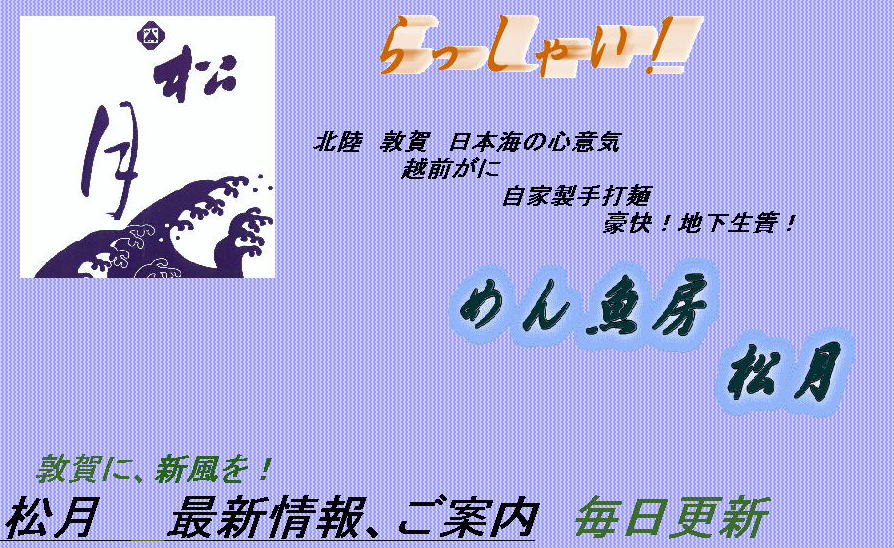 松月
らっしゃい!
北陸 敦賀 日本海の心意気
越前がに
自家製手打麺
豪快!地下生簀!
めん魚房
松月
敦賀に、新風を!
松月 最新情報、ご案内 毎日更新